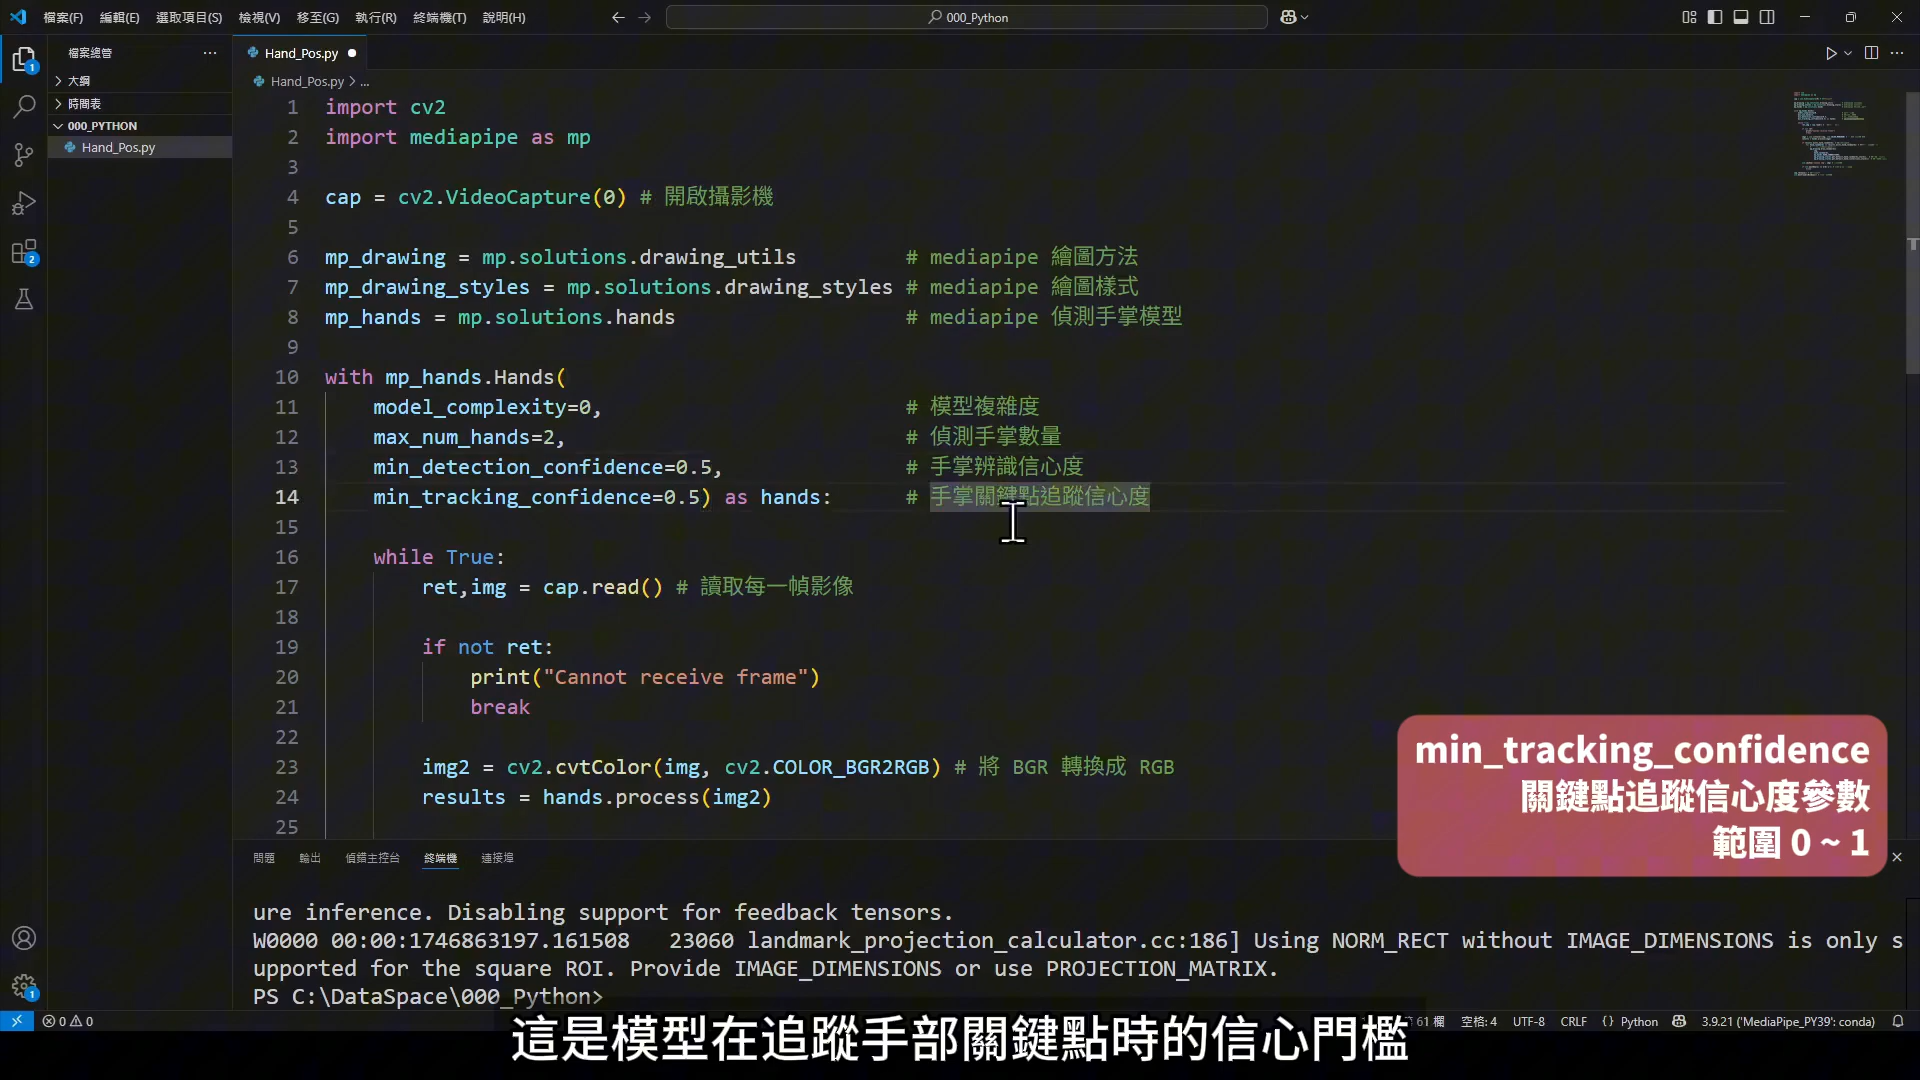 檔案(F) 編輯(E) 選取項目(S) 檢視(V) 移至(G) 執行(R) 終端機(T) 說明(H) 000_Python
檔案總管 ...
大綱
時間表
000_PYTHON
Hand_Pos.py
Hand_Pos.py
Hand_Pos.py > ...
1 import cv2
2 import mediapipe as mp
3
4 cap = cv2.VideoCapture(0) # 開啟攝影機
5
6 mp_drawing = mp.solutions.drawing_utils # mediapipe 繪圖方法
7 mp_drawing_styles = mp.solutions.drawing_styles # mediapipe 繪圖樣式
8 mp_hands = mp.solutions.hands # mediapipe 偵測手掌模型
9
10 with mp_hands.Hands(
11 model_complexity=0, # 模型複雜度
12 max_num_hands=2, # 偵測手掌數量
13 min_detection_confidence=0.5, # 手掌辨識信心度
14 min_tracking_confidence=0.5) as hands: # 手掌關鍵點追蹤信心度
15
16 while True:
17 ret,img = cap.read() # 讀取每一幀影像
18
19 if not ret:
20 print("Cannot receive frame")
21 break
22
23 img2 = cv2.cvtColor(img, cv2.COLOR_BGR2RGB) # 將 BGR 轉換成 RGB
24 results = hands.process(img2)
25
min_tracking_confidence
關鍵點追蹤信心度參數
範圍 0 ~ 1
問題 輸出 偵錯主控台 終端機 連接埠
ure inference. Disabling support for feedback tensors.
W0000 00:00:1746863197.161508 23060 landmark_projection_calculator.cc:186] Using NORM_RECT without IMAGE_DIMENSIONS is only s
upported for the square ROI. Provide IMAGE_DIMENSIONS or use PROJECTION_MATRIX.
PS C:\DataSpace\000_Python>
0 0 61 欄 空格: 4 UTF-8 CRLF {} Python 3.9.21 ('MediaPipe_PY39': conda)
這是模型在追蹤手部關鍵點時的信心門檻